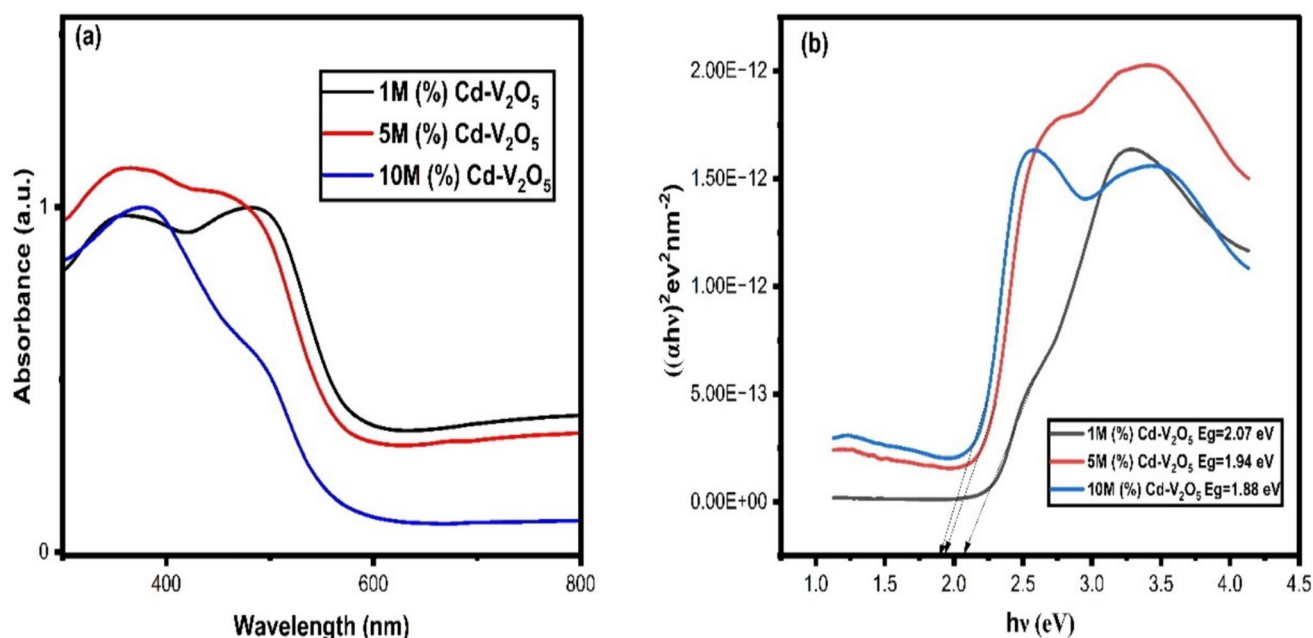 (a)
1M (%) Cd-V₂O₅
5M (%) Cd-V₂O₅
10M (%) Cd-V₂O₅
Absorbance (a.u.)
1
0
400 600 800
Wavelength (nm)
(b)
((αhν)²ev²nm⁻²
2.00E−12
1.50E−12
1.00E−12
5.00E−13
0.00E+00
1M (%) Cd-V₂O₅ Eg=2.07 eV
5M (%) Cd-V₂O₅ Eg=1.94 eV
10M (%) Cd-V₂O₅ Eg=1.88 eV
1.0 1.5 2.0 2.5 3.0 3.5 4.0 4.5
hν (eV)